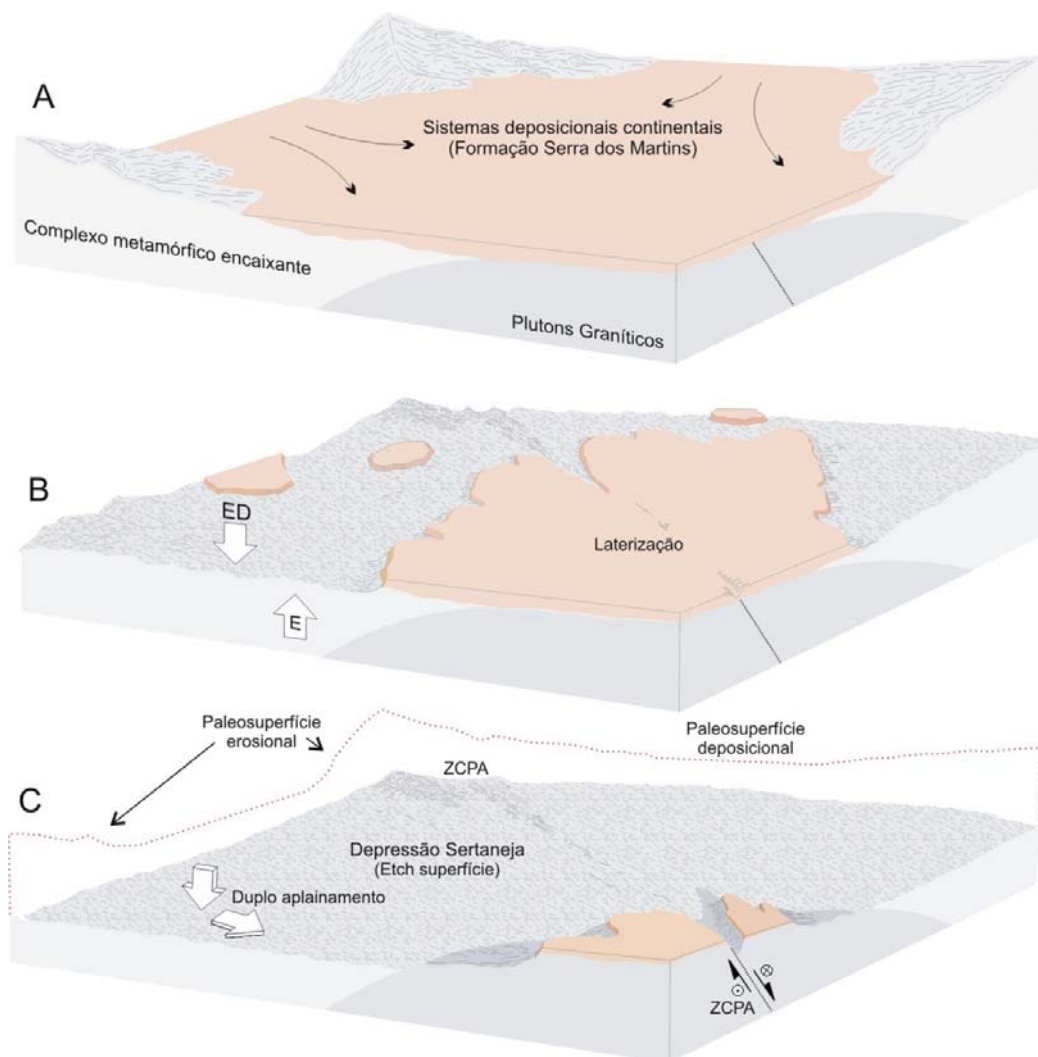 A
Sistemas deposicionais continentais
(Formação Serra dos Martins)
Complexo metamórfico encaixante
Plutons Graníticos
B
ED
Laterização
E
Paleosuperfície
erosional
Paleosuperfície
deposicional
ZCPA
C
Depressão Sertaneja
(Etch superfície)
Duplo aplainamento
ZCPA